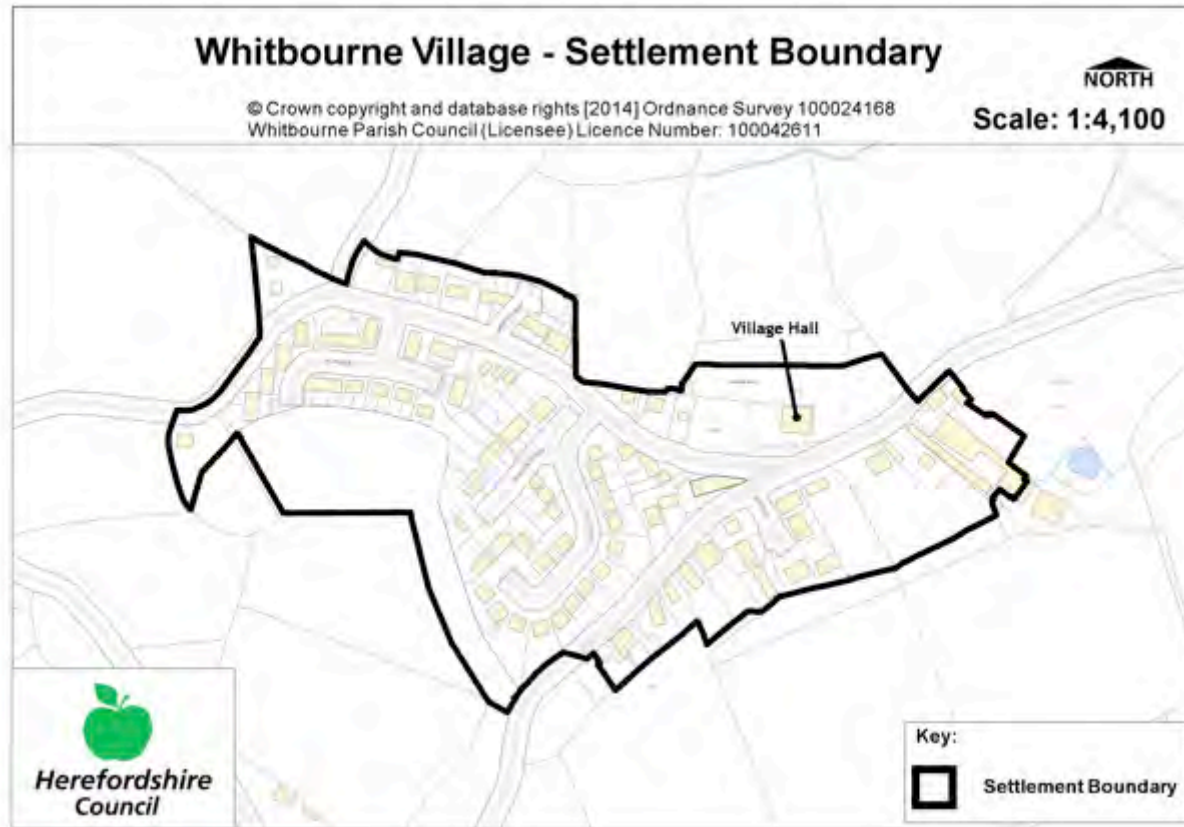 Whitbourne Village - Settlement Boundary
NORTH
© Crown copyright and database rights [2014] Ordnance Survey 100024168
Whitbourne Parish Council (Licensee) Licence Number: 100042611
Scale: 1:4,100
Village Hall
Herefordshire
Council
Key:
Settlement Boundary